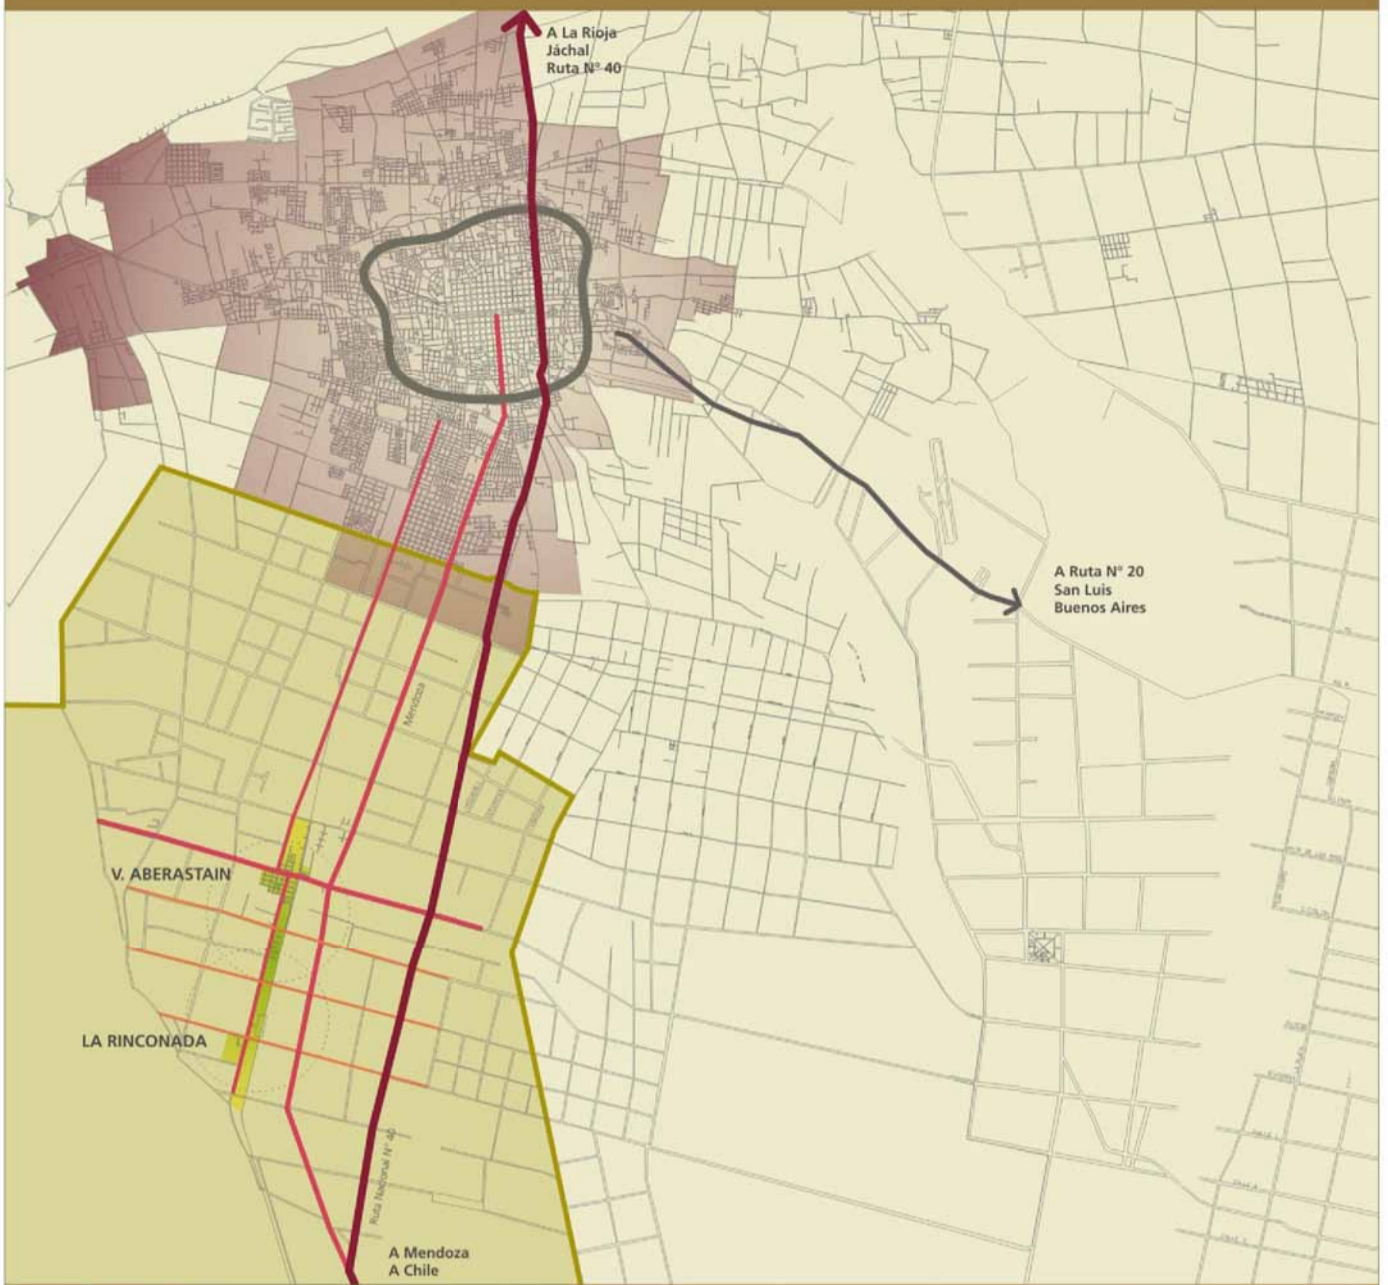 A La Rioja
Jáchal
Ruta N° 40
A Ruta N° 20
San Luis
Buenos Aires
Mendoza
V. ABERASTAIN
LA RINCONADA
Ruta Nacional N° 40
A Mendoza
A Chile